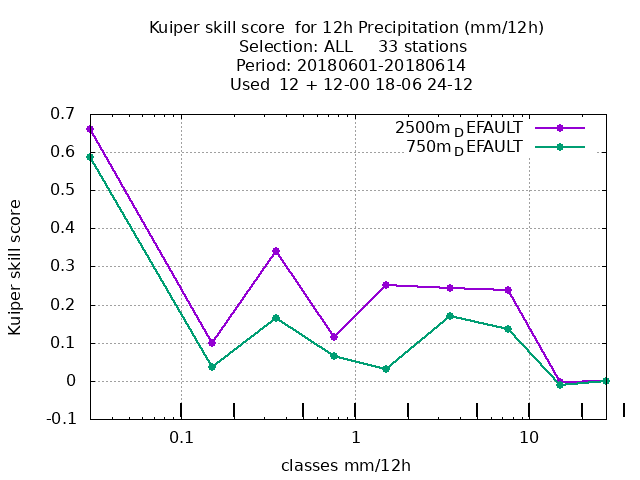 Kuiper skill score  for 12h Precipitation (mm/12h)
Selection: ALL     33 stations
Period: 20180601-20180614
Used  12 + 12-00 18-06 24-12
0.7
0.6
0.5
0.4
0.3
0.2
0.1
0
-0.1
Kuiper skill score
2500m_DEFAULT
750m_DEFAULT
0.1
1
10
classes mm/12h